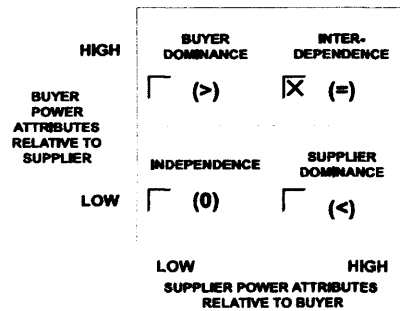 HIGH
BUYER
DOMINANCE
(>)
INTER-
DEPENDENCE
(=)
BUYER
POWER
ATTRIBUTES
RELATIVE TO
SUPPLIER
INDEPENDENCE
(0)
SUPPLIER
DOMINANCE
(<)
LOW
LOW
HIGH
SUPPLIER POWER ATTRIBUTES
RELATIVE TO BUYER